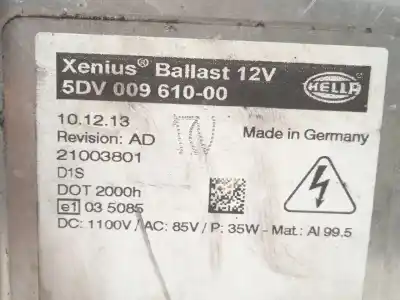 Xenius® Ballast 12V
5DV 009 610-00
HELLA
10.12.13
Revision: AD
Made in Germany
21003801
D1S
DOT 2000h
e1 03 5085
DC: 1100V / AC: 85V / P: 35W - Mat.: Al 99.5